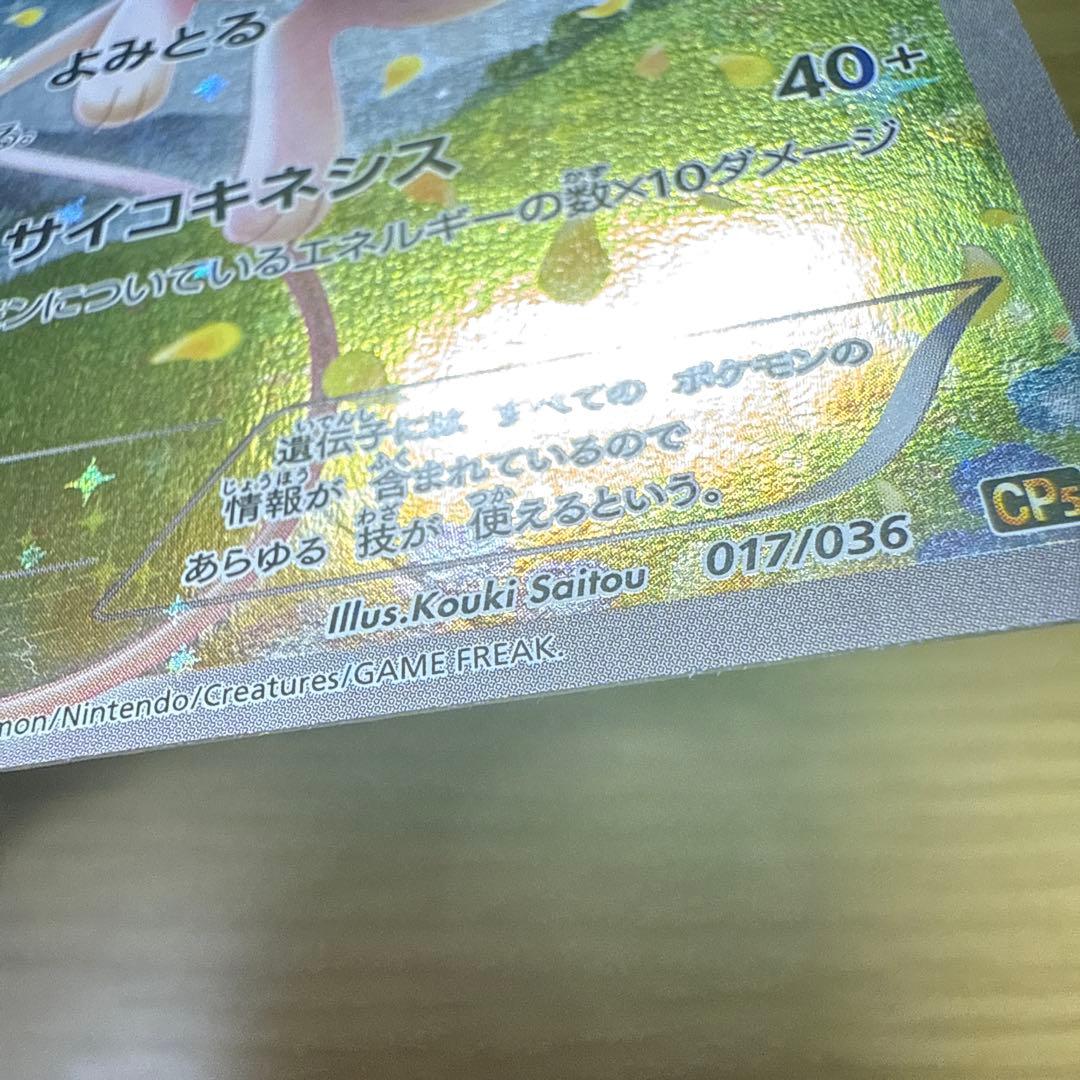 よみとる
る。
サイコキネシス 40+
モンについているエネルギーの数×10ダメージ
遺伝子には すべての ポケモンの
情報が 含まれているので
あらゆる 技が 使えるという。
Illus.Kouki Saitou 017/036 CP5
mon/Nintendo/Creatures/GAME FREAK.